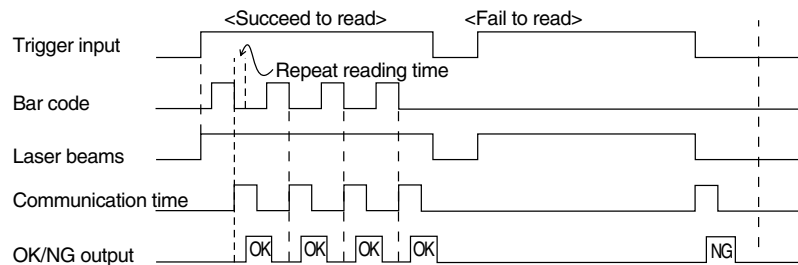 <Succeed to read> <Fail to read>
Trigger input
Repeat reading time
Bar code
Laser beams
Communication time
OK/NG output OK OK OK OK NG